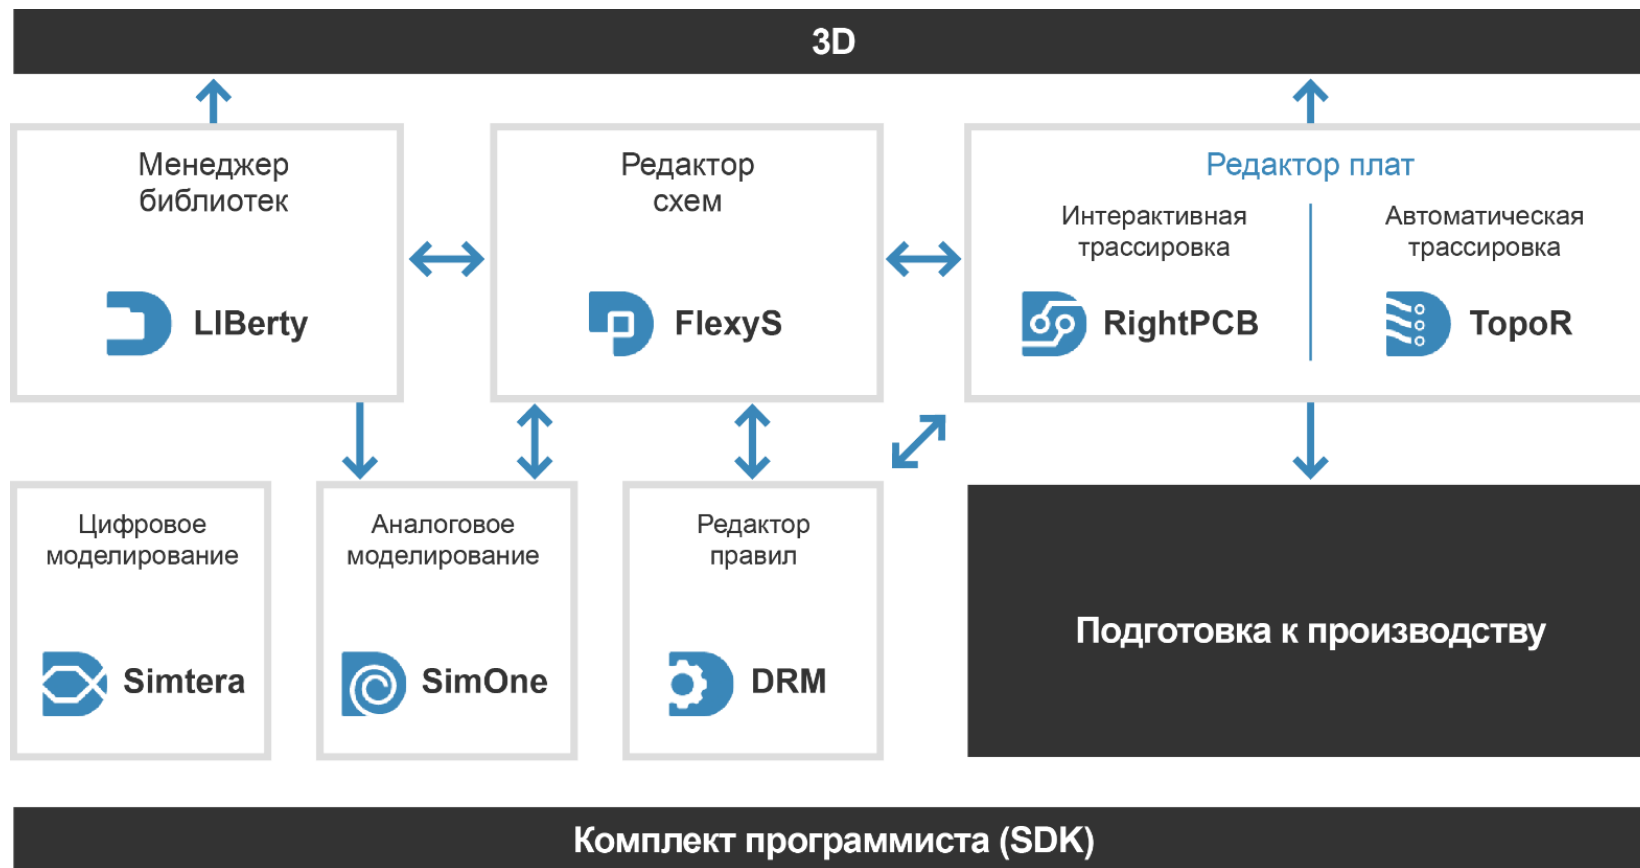 3D
Менеджер
библиотек
LIBerty
Редактор
схем
FlexyS
Редактор плат
Интерактивная
трассировка
RightPCB
Автоматическая
трассировка
TopoR
Цифровое
моделирование
Simtera
Аналоговое
моделирование
SimOne
Редактор
правил
DRM
Подготовка к производству
Комплект программиста (SDK)